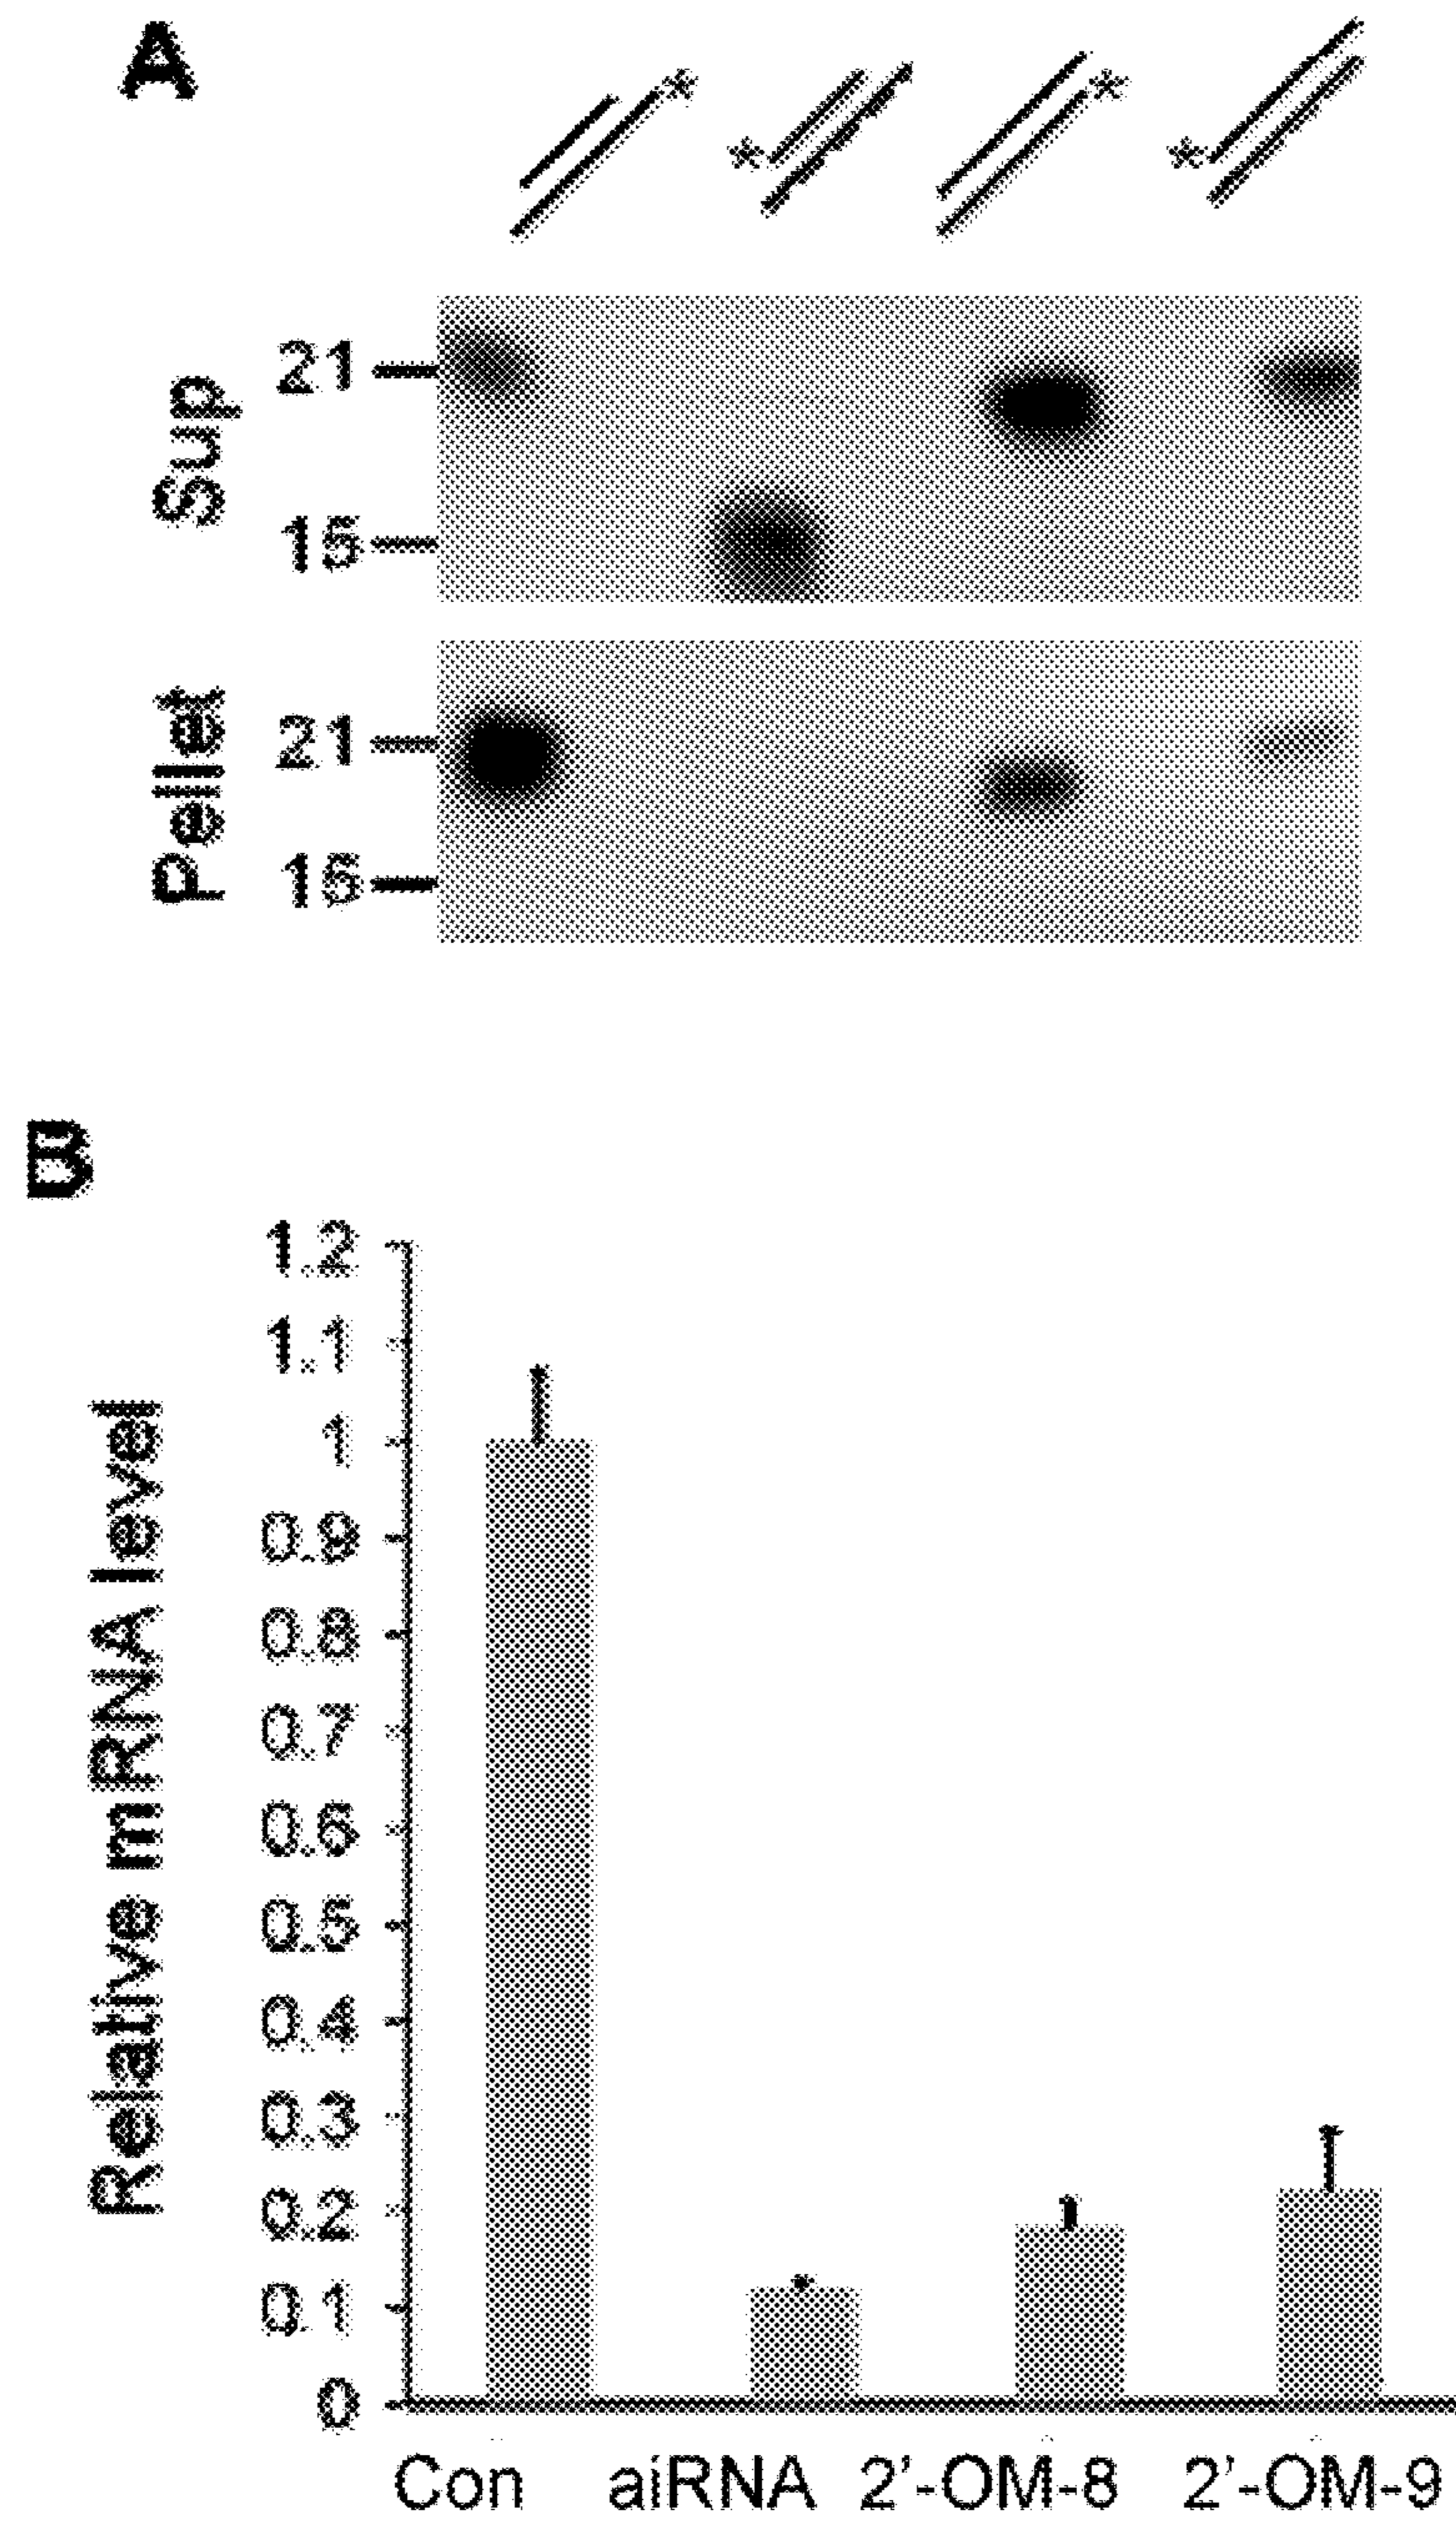 A
* * * *
Sup
21
15
Pellet
21
15
B
Relative mRNA level
1.2
1.1
1
0.9
0.8
0.7
0.6
0.5
0.4
0.3
0.2
0.1
0
Con aiRNA 2'-OM-8 2'-OM-9